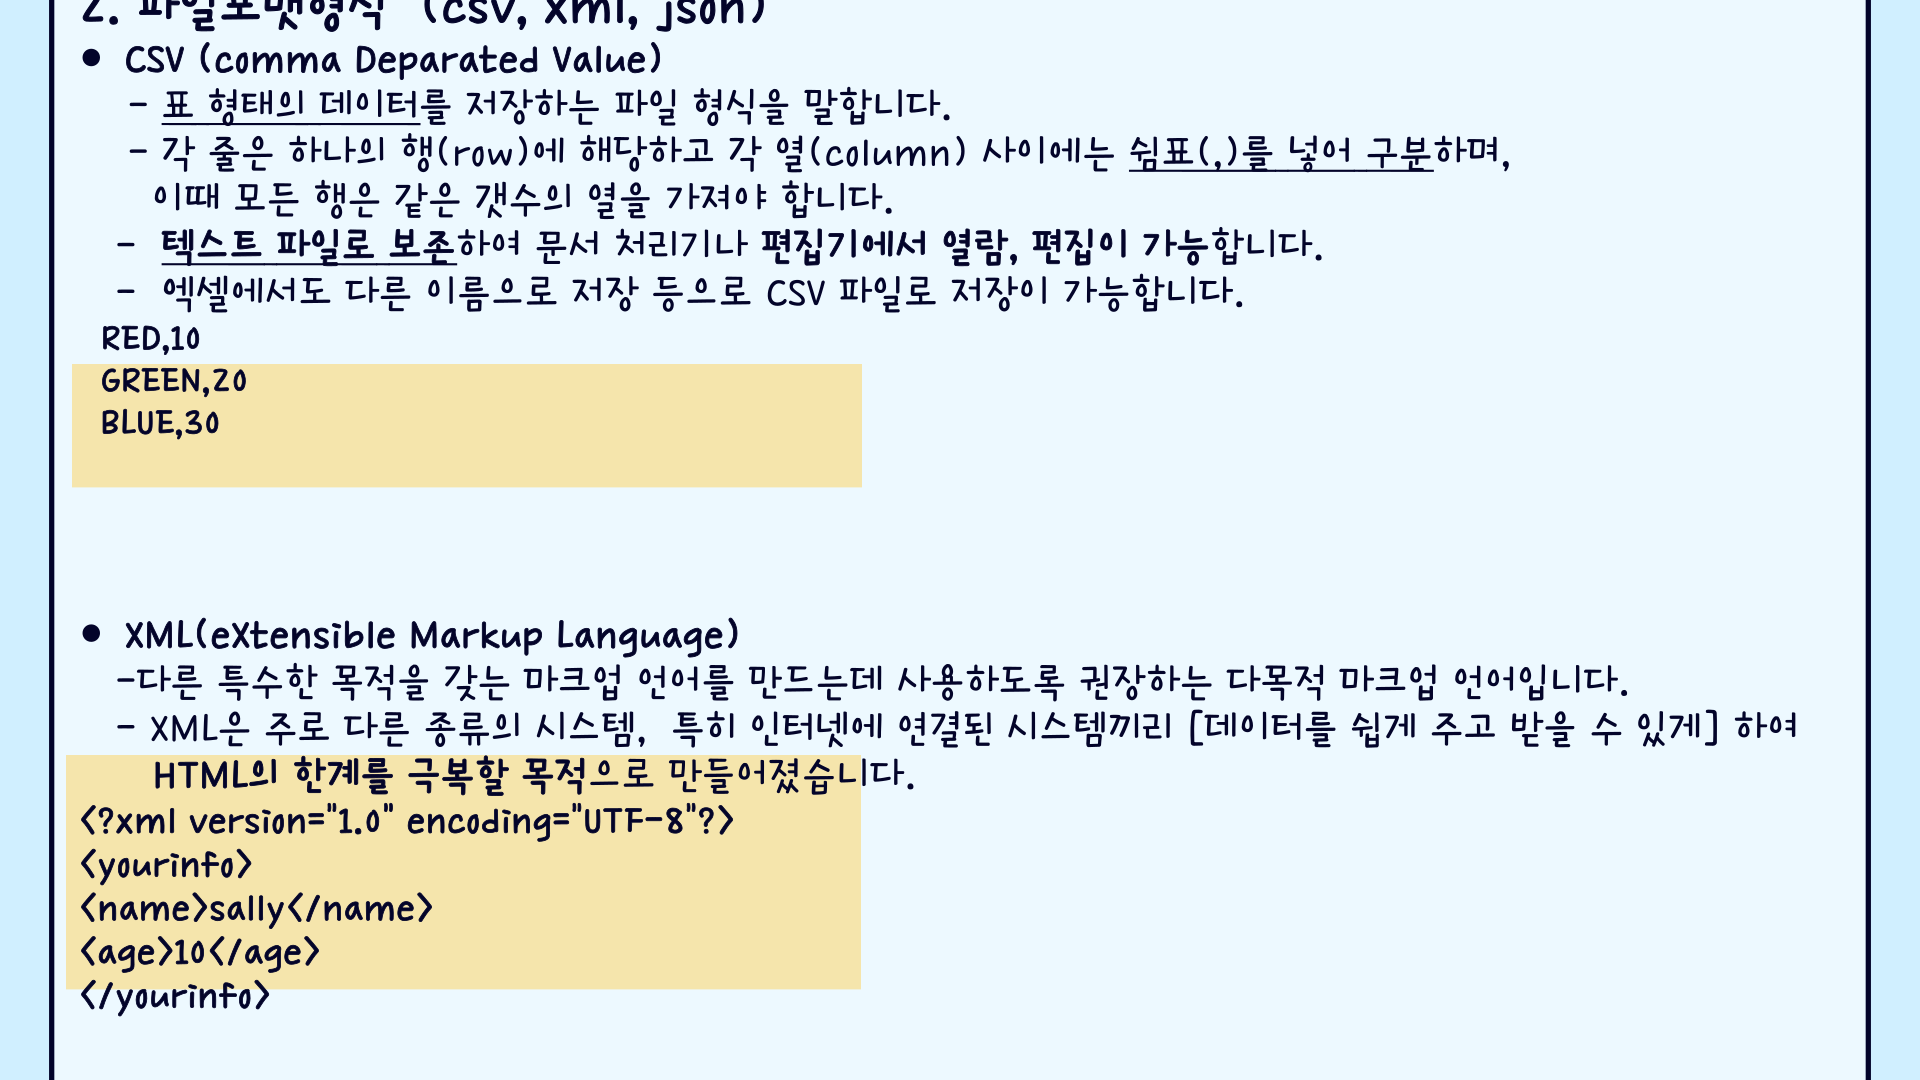 2. 파일포맷형식 (csv, xml, json)
● CSV (comma Deparated Value)
- 표 형태의 데이터를 저장하는 파일 형식을 말합니다.
- 각 줄은 하나의 행(row)에 해당하고 각 열(column) 사이에는 쉼표(,)를 넣어 구분하며,
이때 모든 행은 같은 갯수의 열을 가져야 합니다.
- 텍스트 파일로 보존하여 문서 처리기나 편집기에서 열람, 편집이 가능합니다.
- 엑셀에서도 다른 이름으로 저장 등으로 CSV 파일로 저장이 가능합니다.
RED,10
GREEN,20
BLUE,30
● XML(eXtensible Markup Language)
-다른 특수한 목적을 갖는 마크업 언어를 만드는데 사용하도록 권장하는 다목적 마크업 언어입니다.
- XML은 주로 다른 종류의 시스템, 특히 인터넷에 연결된 시스템끼리 [데이터를 쉽게 주고 받을 수 있게] 하여
HTML의 한계를 극복할 목적으로 만들어졌습니다.
<?xml version="1.0" encoding="UTF-8"?>
<yourinfo>
<name>sally</name>
<age>10</age>
</yourinfo>